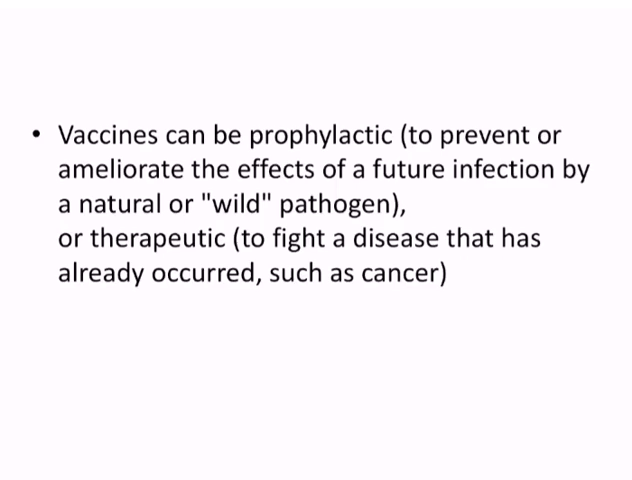 • Vaccines can be prophylactic (to prevent or
ameliorate the effects of a future infection by
a natural or "wild" pathogen),
or therapeutic (to fight a disease that has
already occurred, such as cancer)